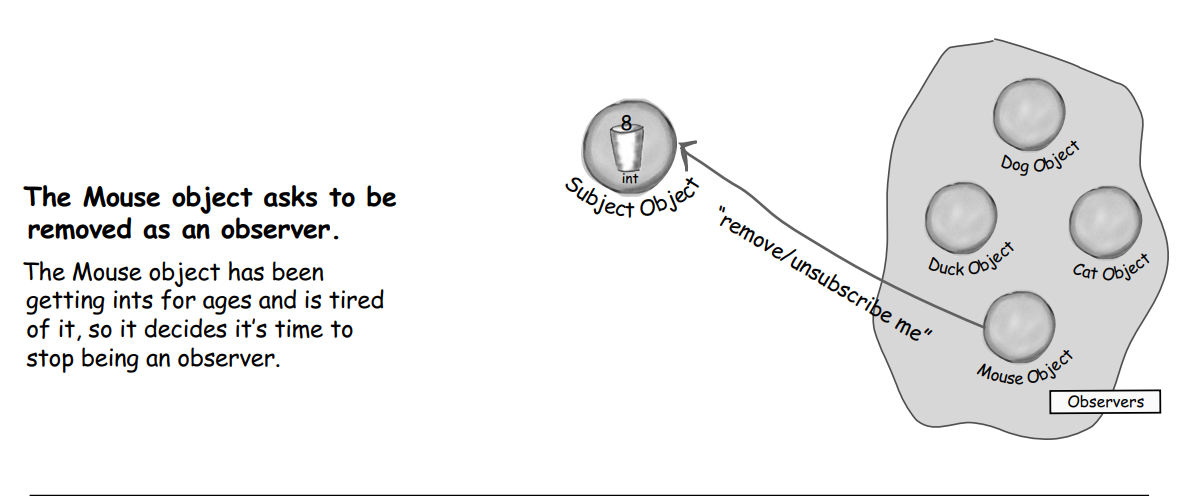 The Mouse object asks to be
removed as an observer.
The Mouse object has been
getting ints for ages and is tired
of it, so it decides it's time to
stop being an observer.
8
int
Subject Object
"remove/unsubscribe me"
Dog Object
Duck Object
Cat Object
Mouse Object
Observers